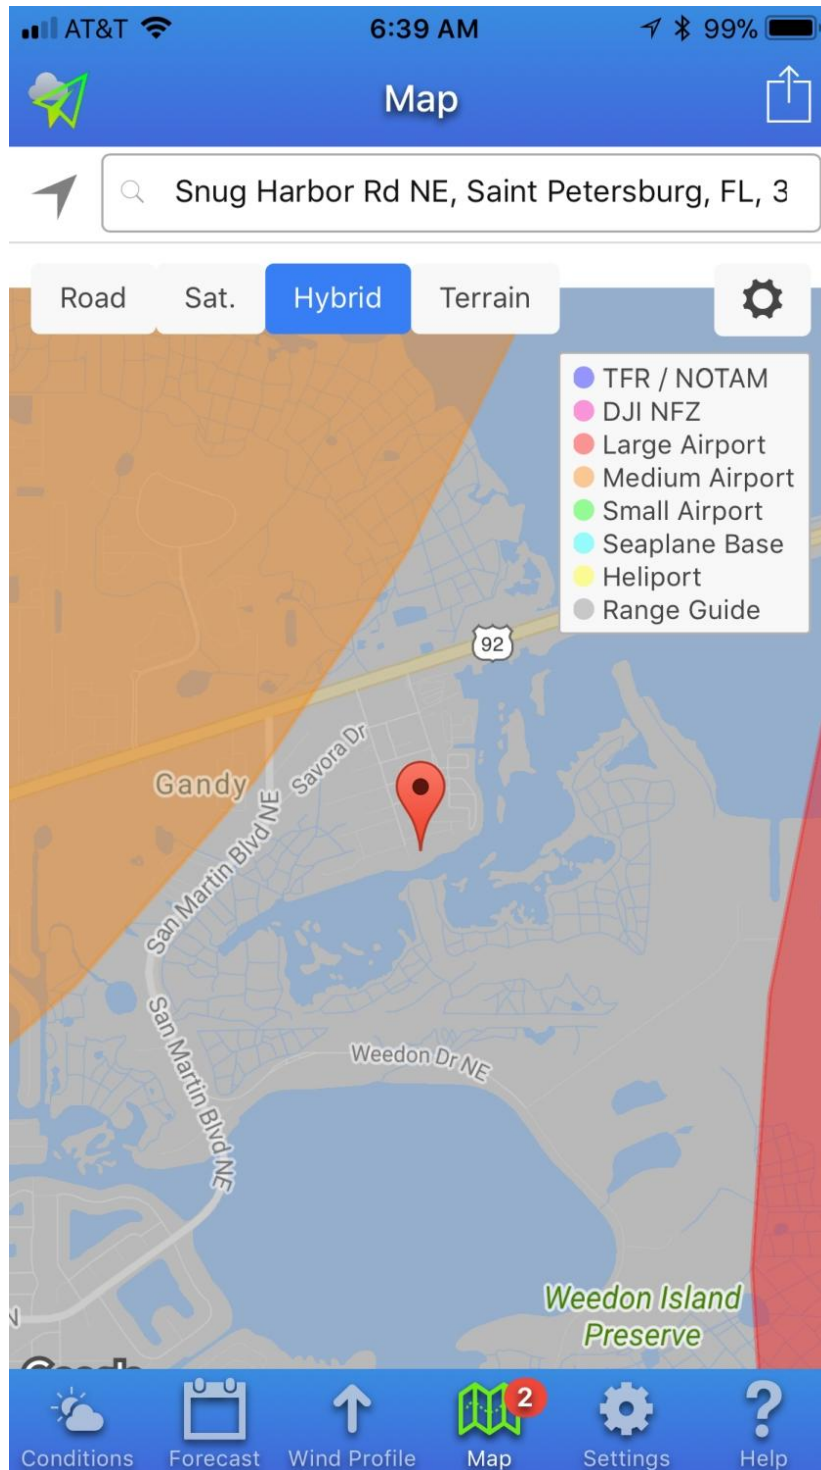 AT&T 6:39 AM 99%
Map
Snug Harbor Rd NE, Saint Petersburg, FL, 3
Road Sat. Hybrid Terrain
TFR / NOTAM
DJI NFZ
Large Airport
Medium Airport
Small Airport
Seaplane Base
Heliport
Range Guide
92
Savora Dr
Gandy
San Martin Blvd NE
San Martin Blvd NE
Weedon Dr NE
Weedon Island
Preserve
N
2
Conditions Forecast Wind Profile Map Settings Help